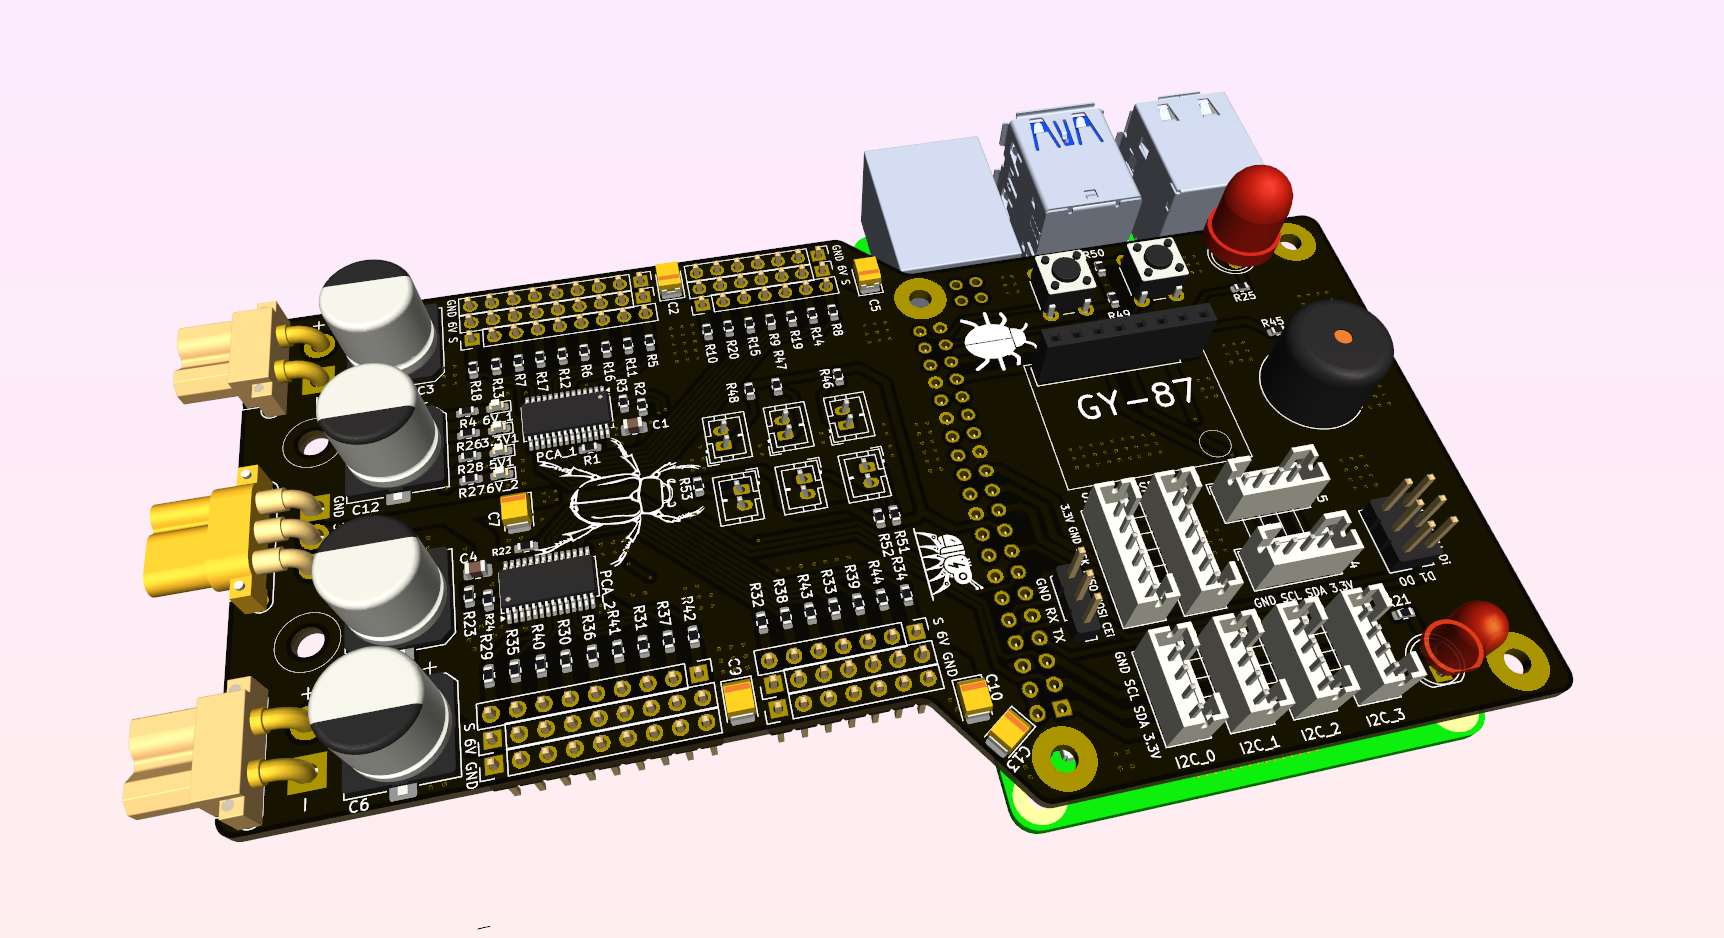 GND 6V S
C2
GND 6V S
C5
R50
R49
R25
R45
GY-87
+
C3
R18
R13
R7
R17
R12
R6
R16
R11
R5
R3
R2
R10
R20
R15
R9
R47
R19
R14
R8
R48
R46
R4 6V_
R26 3.3V1
R28 5V1
R27 6V_2
PCA_1
R1
C1
C12
GND
C7
R53
R22
C4
R23
R24
R29
R35
R40
R30
R36
PCA_2
R41
R31
R37
R42
R32
R38
R43
R33
R39
R44
R34
R52
R51
S 6V GND
C9
S 6V GND
C10
C13
+
+
-
C6
3.3V GND
GND RX TX
GND SCL SDA 3.3V
D1 D0
R21
GND SCL SDA 3.3V
I2C_0
I2C_1
I2C_2
I2C_3